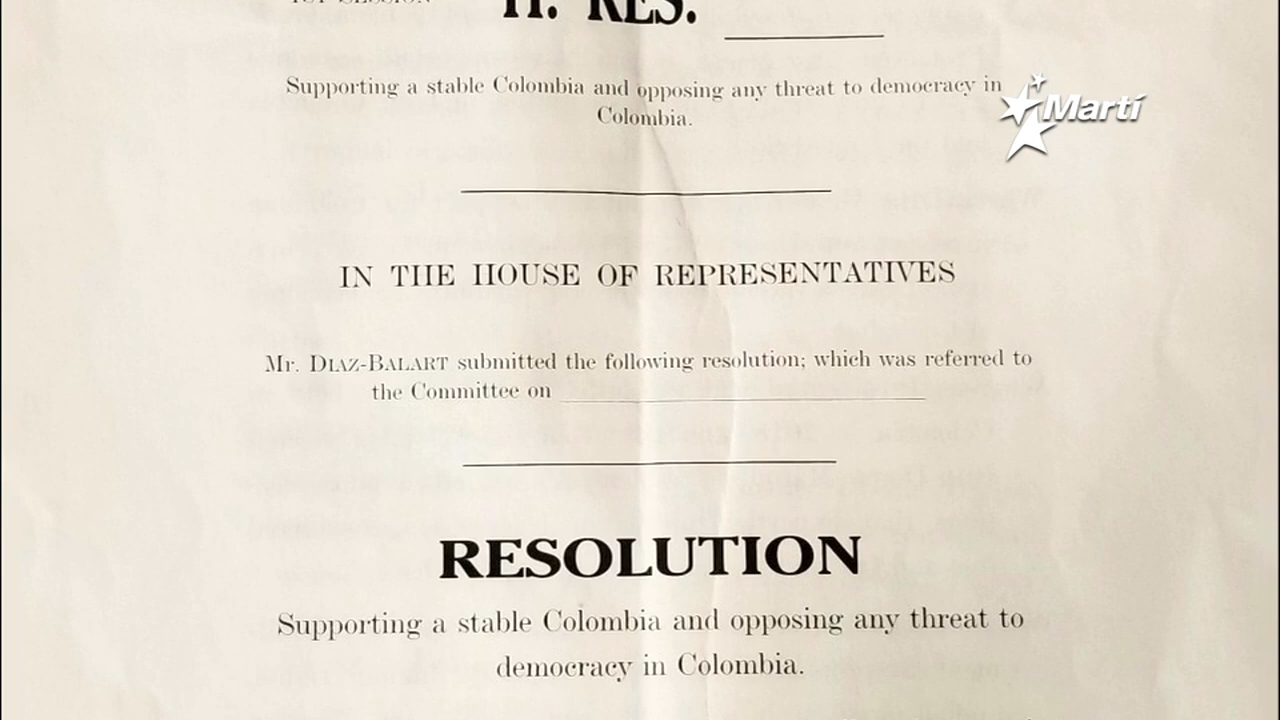 1ST SESSION
H. RES.
Supporting a stable Colombia and opposing any threat to democracy in
Colombia.
Martí
IN THE HOUSE OF REPRESENTATIVES
Mr. DIAZ-BALART submitted the following resolution; which was referred to
the Committee on
RESOLUTION
Supporting a stable Colombia and opposing any threat to
democracy in Colombia.